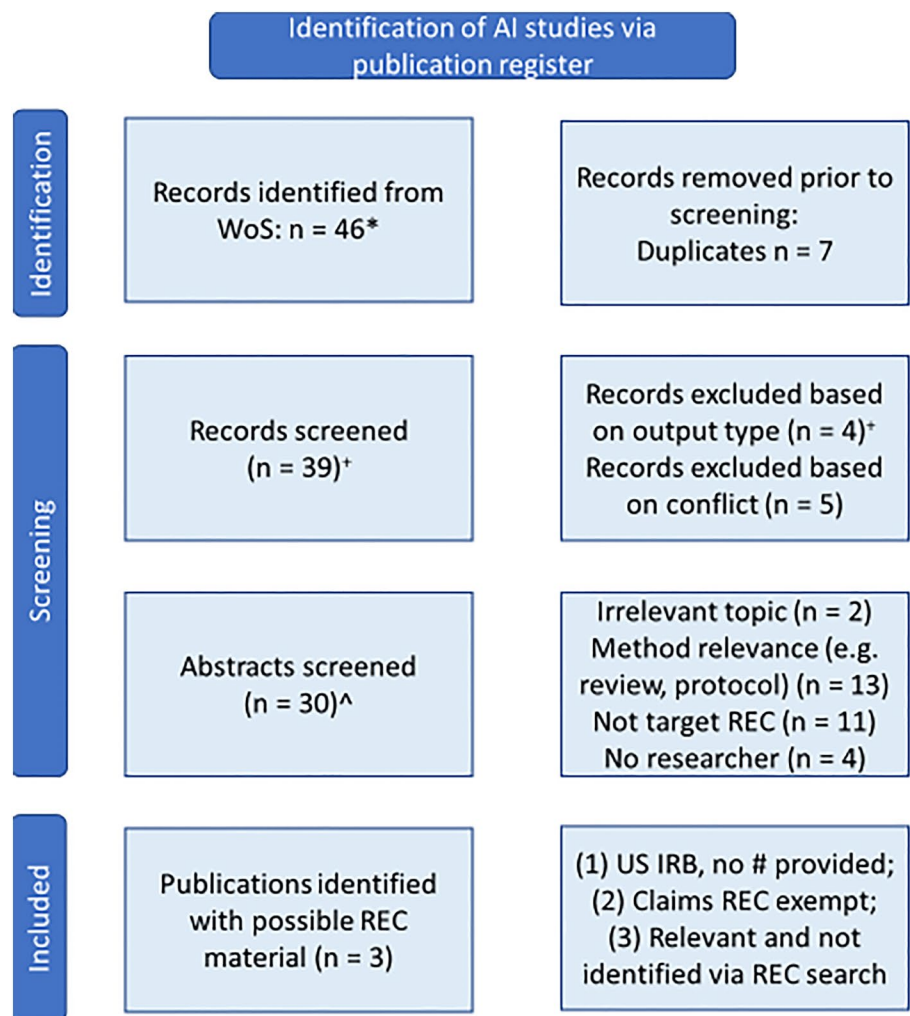 Identification of AI studies via
publication register
Identification
Records identified from
WoS: n = 46*
Records removed prior to
screening:
Duplicates n = 7
Screening
Records screened
(n = 39)⁺
Records excluded based
on output type (n = 4)⁺
Records excluded based
on conflict (n = 5)
Abstracts screened
(n = 30)^
Irrelevant topic (n = 2)
Method relevance (e.g.
review, protocol) (n = 13)
Not target REC (n = 11)
No researcher (n = 4)
Included
Publications identified
with possible REC
material (n = 3)
(1) US IRB, no # provided;
(2) Claims REC exempt;
(3) Relevant and not
identified via REC search